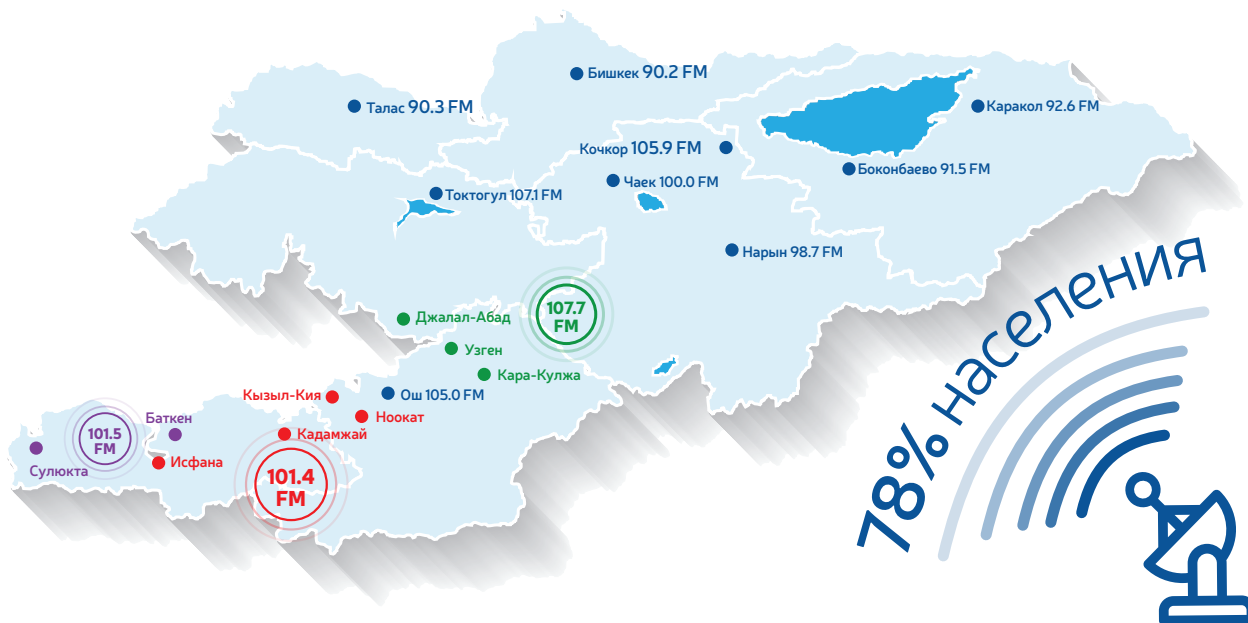 Бишкек 90.2 FM
Талас 90.3 FM
Каракол 92.6 FM
Кочкор 105.9 FM
Боконбаево 91.5 FM
Чаек 100.0 FM
Токтогул 107.1 FM
Нарын 98.7 FM
107.7
FM
Джалал-Абад
Узген
Кара-Кулжа
Ош 105.0 FM
Кызыл-Кия
Ноокат
Кадамжай
Баткен
101.5
FM
Исфана
Сулюкта
101.4
FM
78% населения